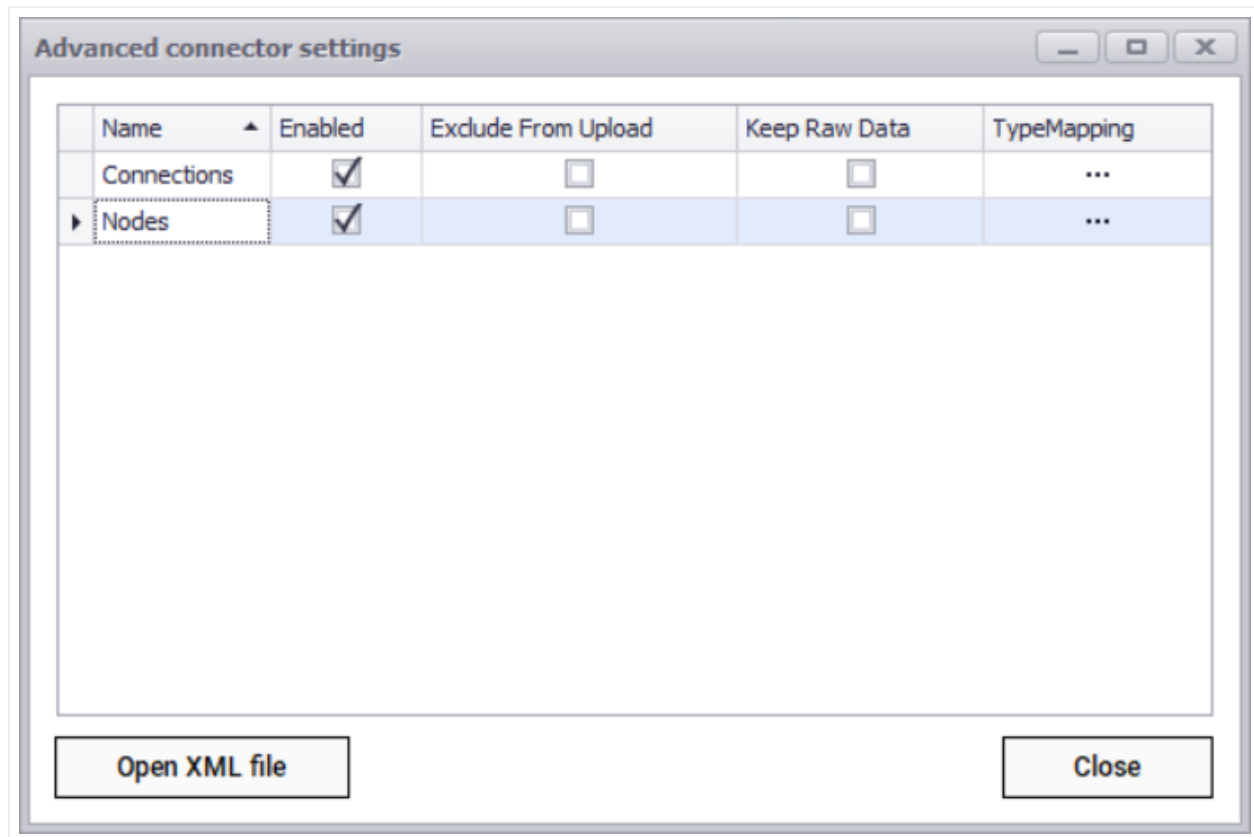 Advanced connector settings
Name Enabled Exclude From Upload Keep Raw Data TypeMapping
Connections ...
Nodes ...
Open XML file Close